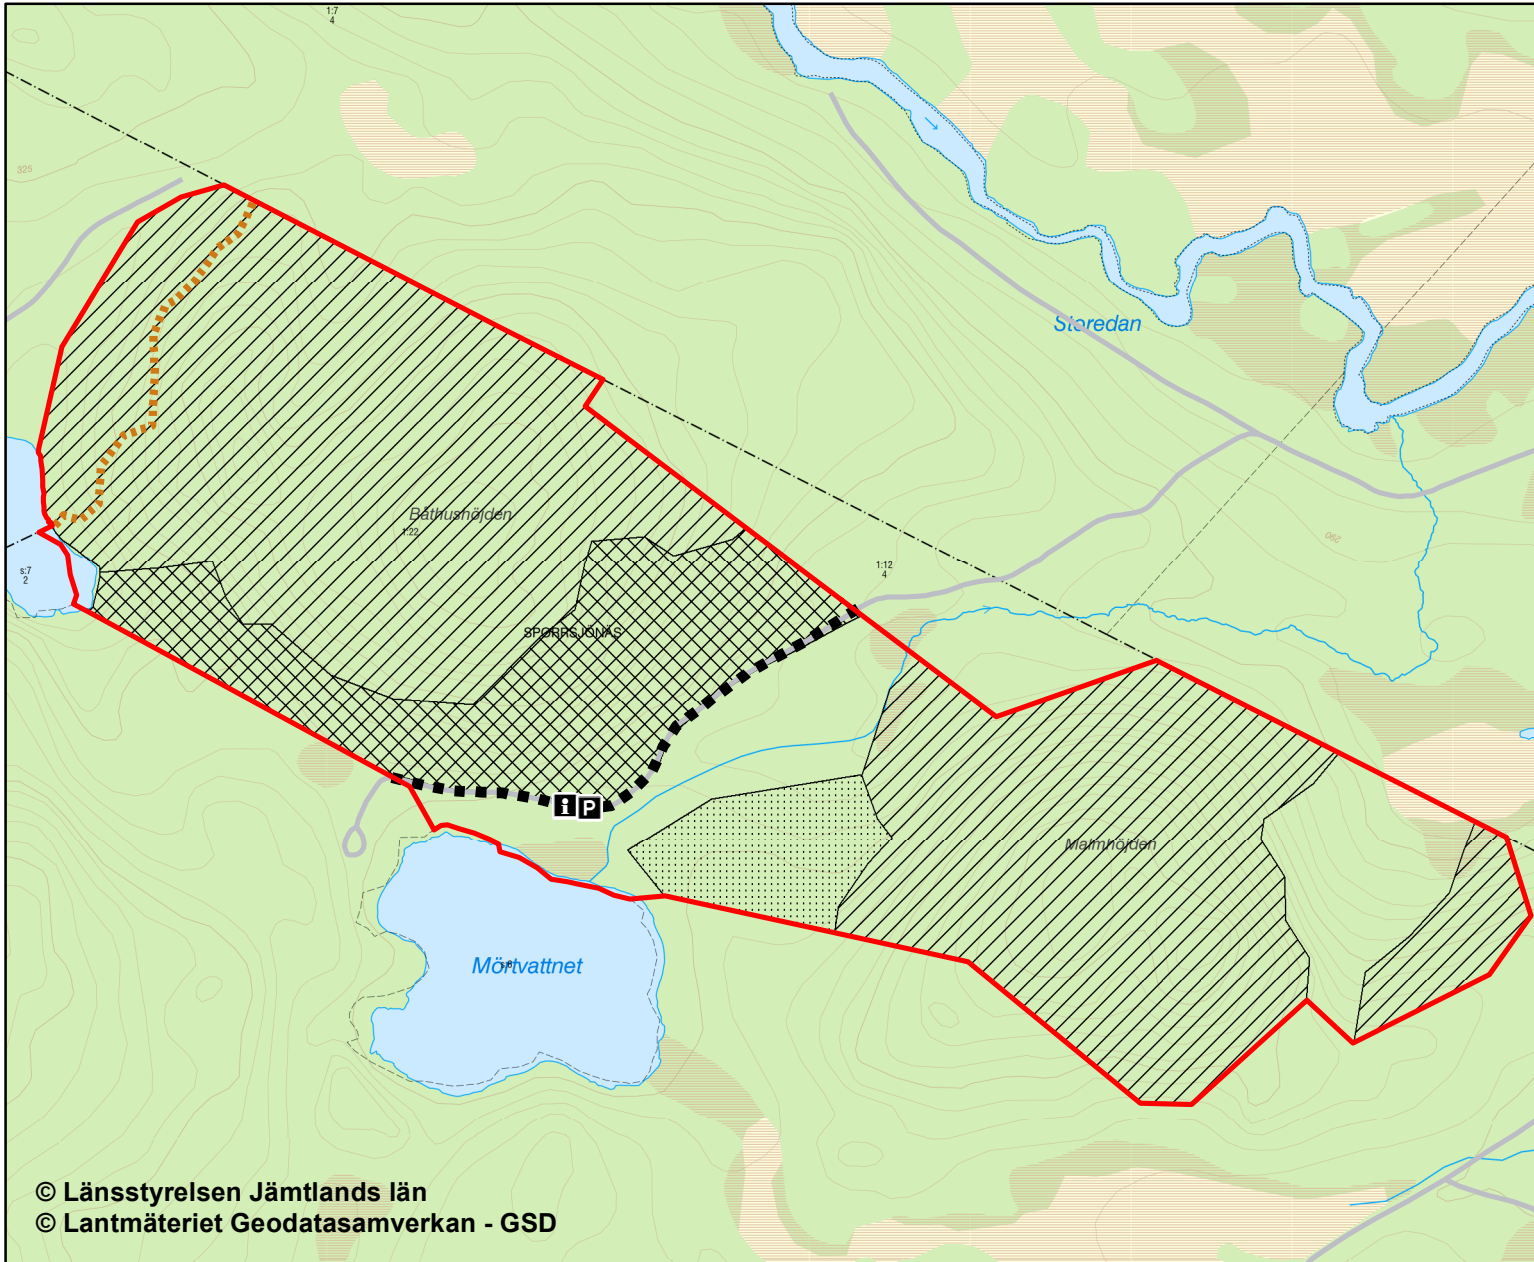 1:7
4
325
Storedan
Båthushöjden
1:22
290
s:7
2
1:12
4
SPORRSJÖNÄS
i P
Malmhöjden
Mörtvattnet
© Länsstyrelsen Jämtlands län
© Lantmäteriet Geodatasamverkan - GSD